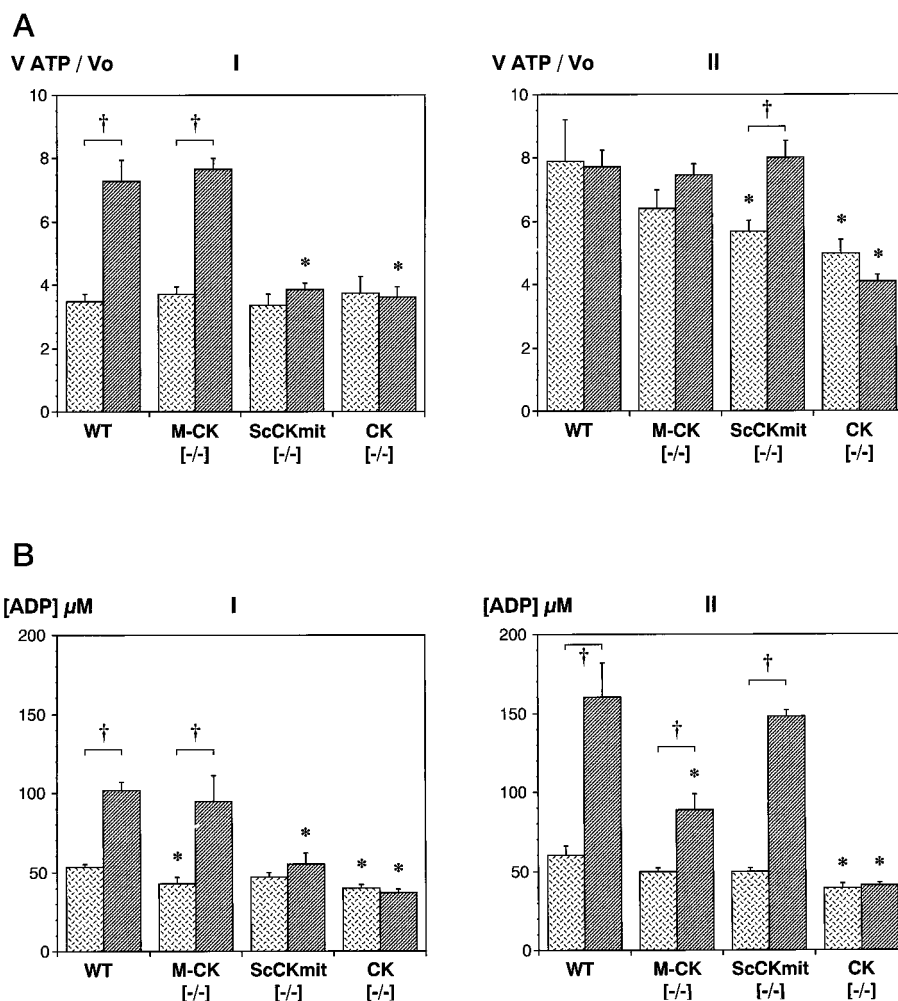 A
V ATP / Vo I
10
† †
8
6
4
* *
2
0
WT M-CK ScCKmit CK
[-/-] [-/-] [-/-]
V ATP / Vo II
10
†
8
6
* * *
4
2
0
WT M-CK ScCKmit CK
[-/-] [-/-] [-/-]
B
[ADP] µM I
200
150
† †
100
* * * *
50
0
WT M-CK ScCKmit CK
[-/-] [-/-] [-/-]
[ADP] µM II
200
† †
150
†
*
100
* *
50
0
WT M-CK ScCKmit CK
[-/-] [-/-] [-/-]